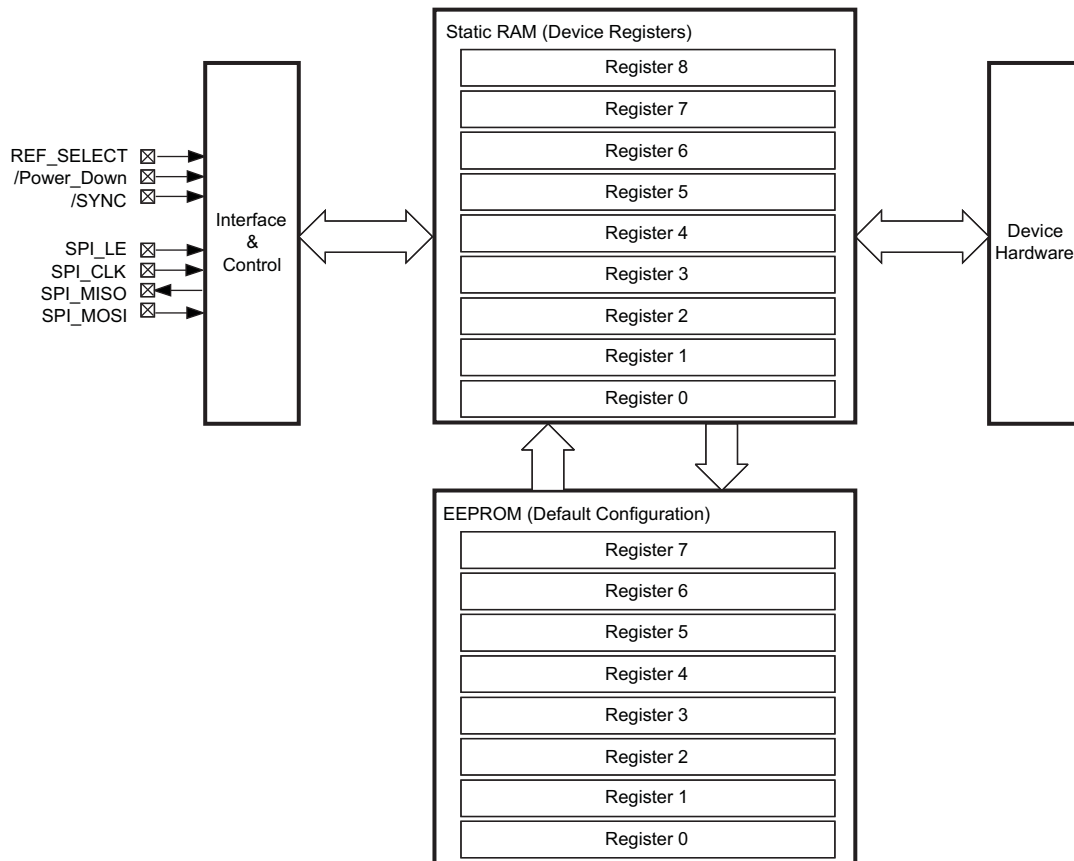 Static RAM (Device Registers)
Register 8
Register 7
Register 6
Register 5
Register 4
Register 3
Register 2
Register 1
Register 0
REF_SELECT
/Power_Down
/SYNC
SPI_LE
SPI_CLK
SPI_MISO
SPI_MOSI
Interface
&
Control
Device
Hardware
EEPROM (Default Configuration)
Register 7
Register 6
Register 5
Register 4
Register 3
Register 2
Register 1
Register 0